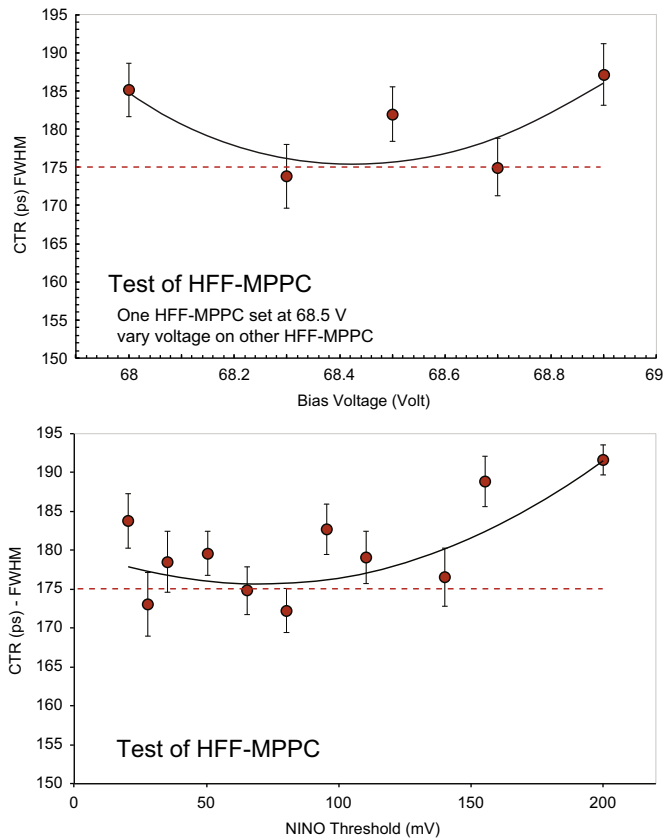 195
190
185
180
175
170
165
160
155
150
CTR (ps) FWHM
Test of HFF-MPPC
One HFF-MPPC set at 68.5 V
vary voltage on other HFF-MPPC
68 68.2 68.4 68.6 68.8 69
Bias Voltage (Volt)
195
190
185
180
175
170
165
160
155
150
CTR (ps) - FWHM
Test of HFF-MPPC
0 50 100 150 200
NINO Threshold (mV)